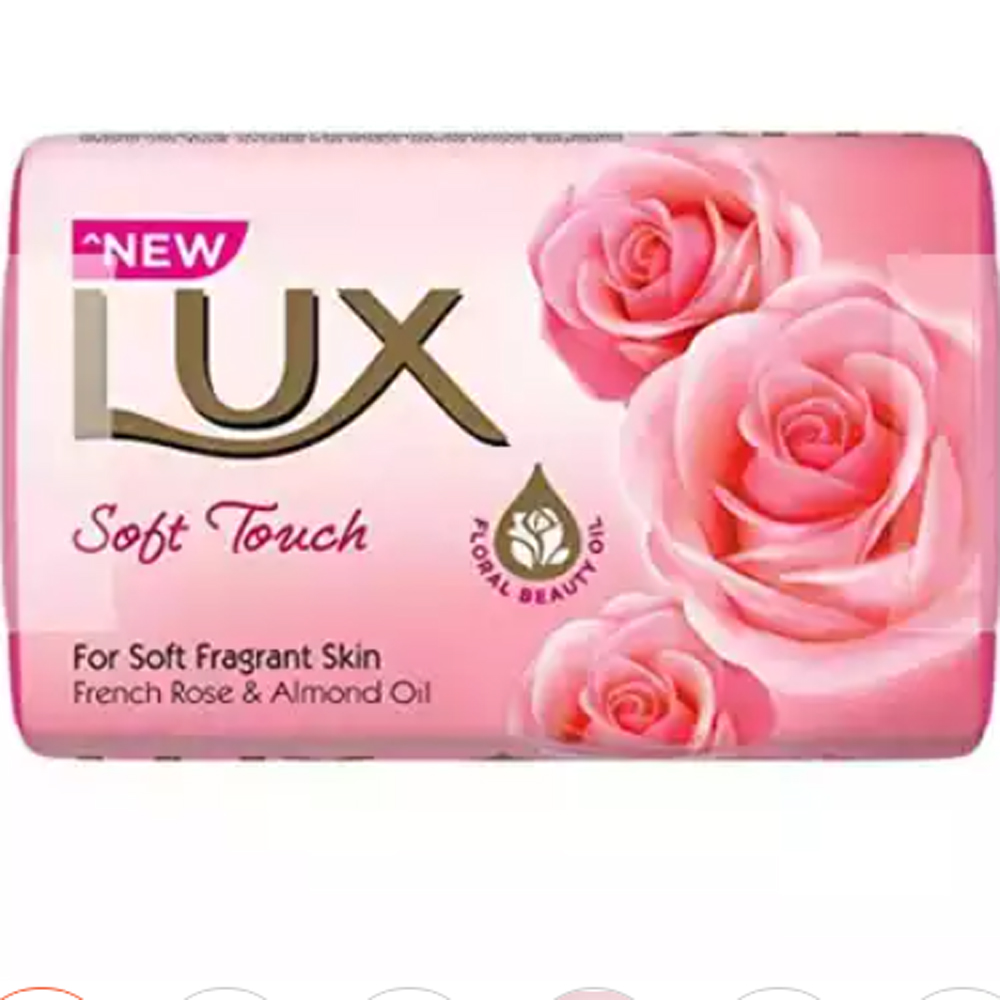 ^NEW
LUX
Soft Touch
FLORAL BEAUTY OIL
For Soft Fragrant Skin
French Rose & Almond Oil